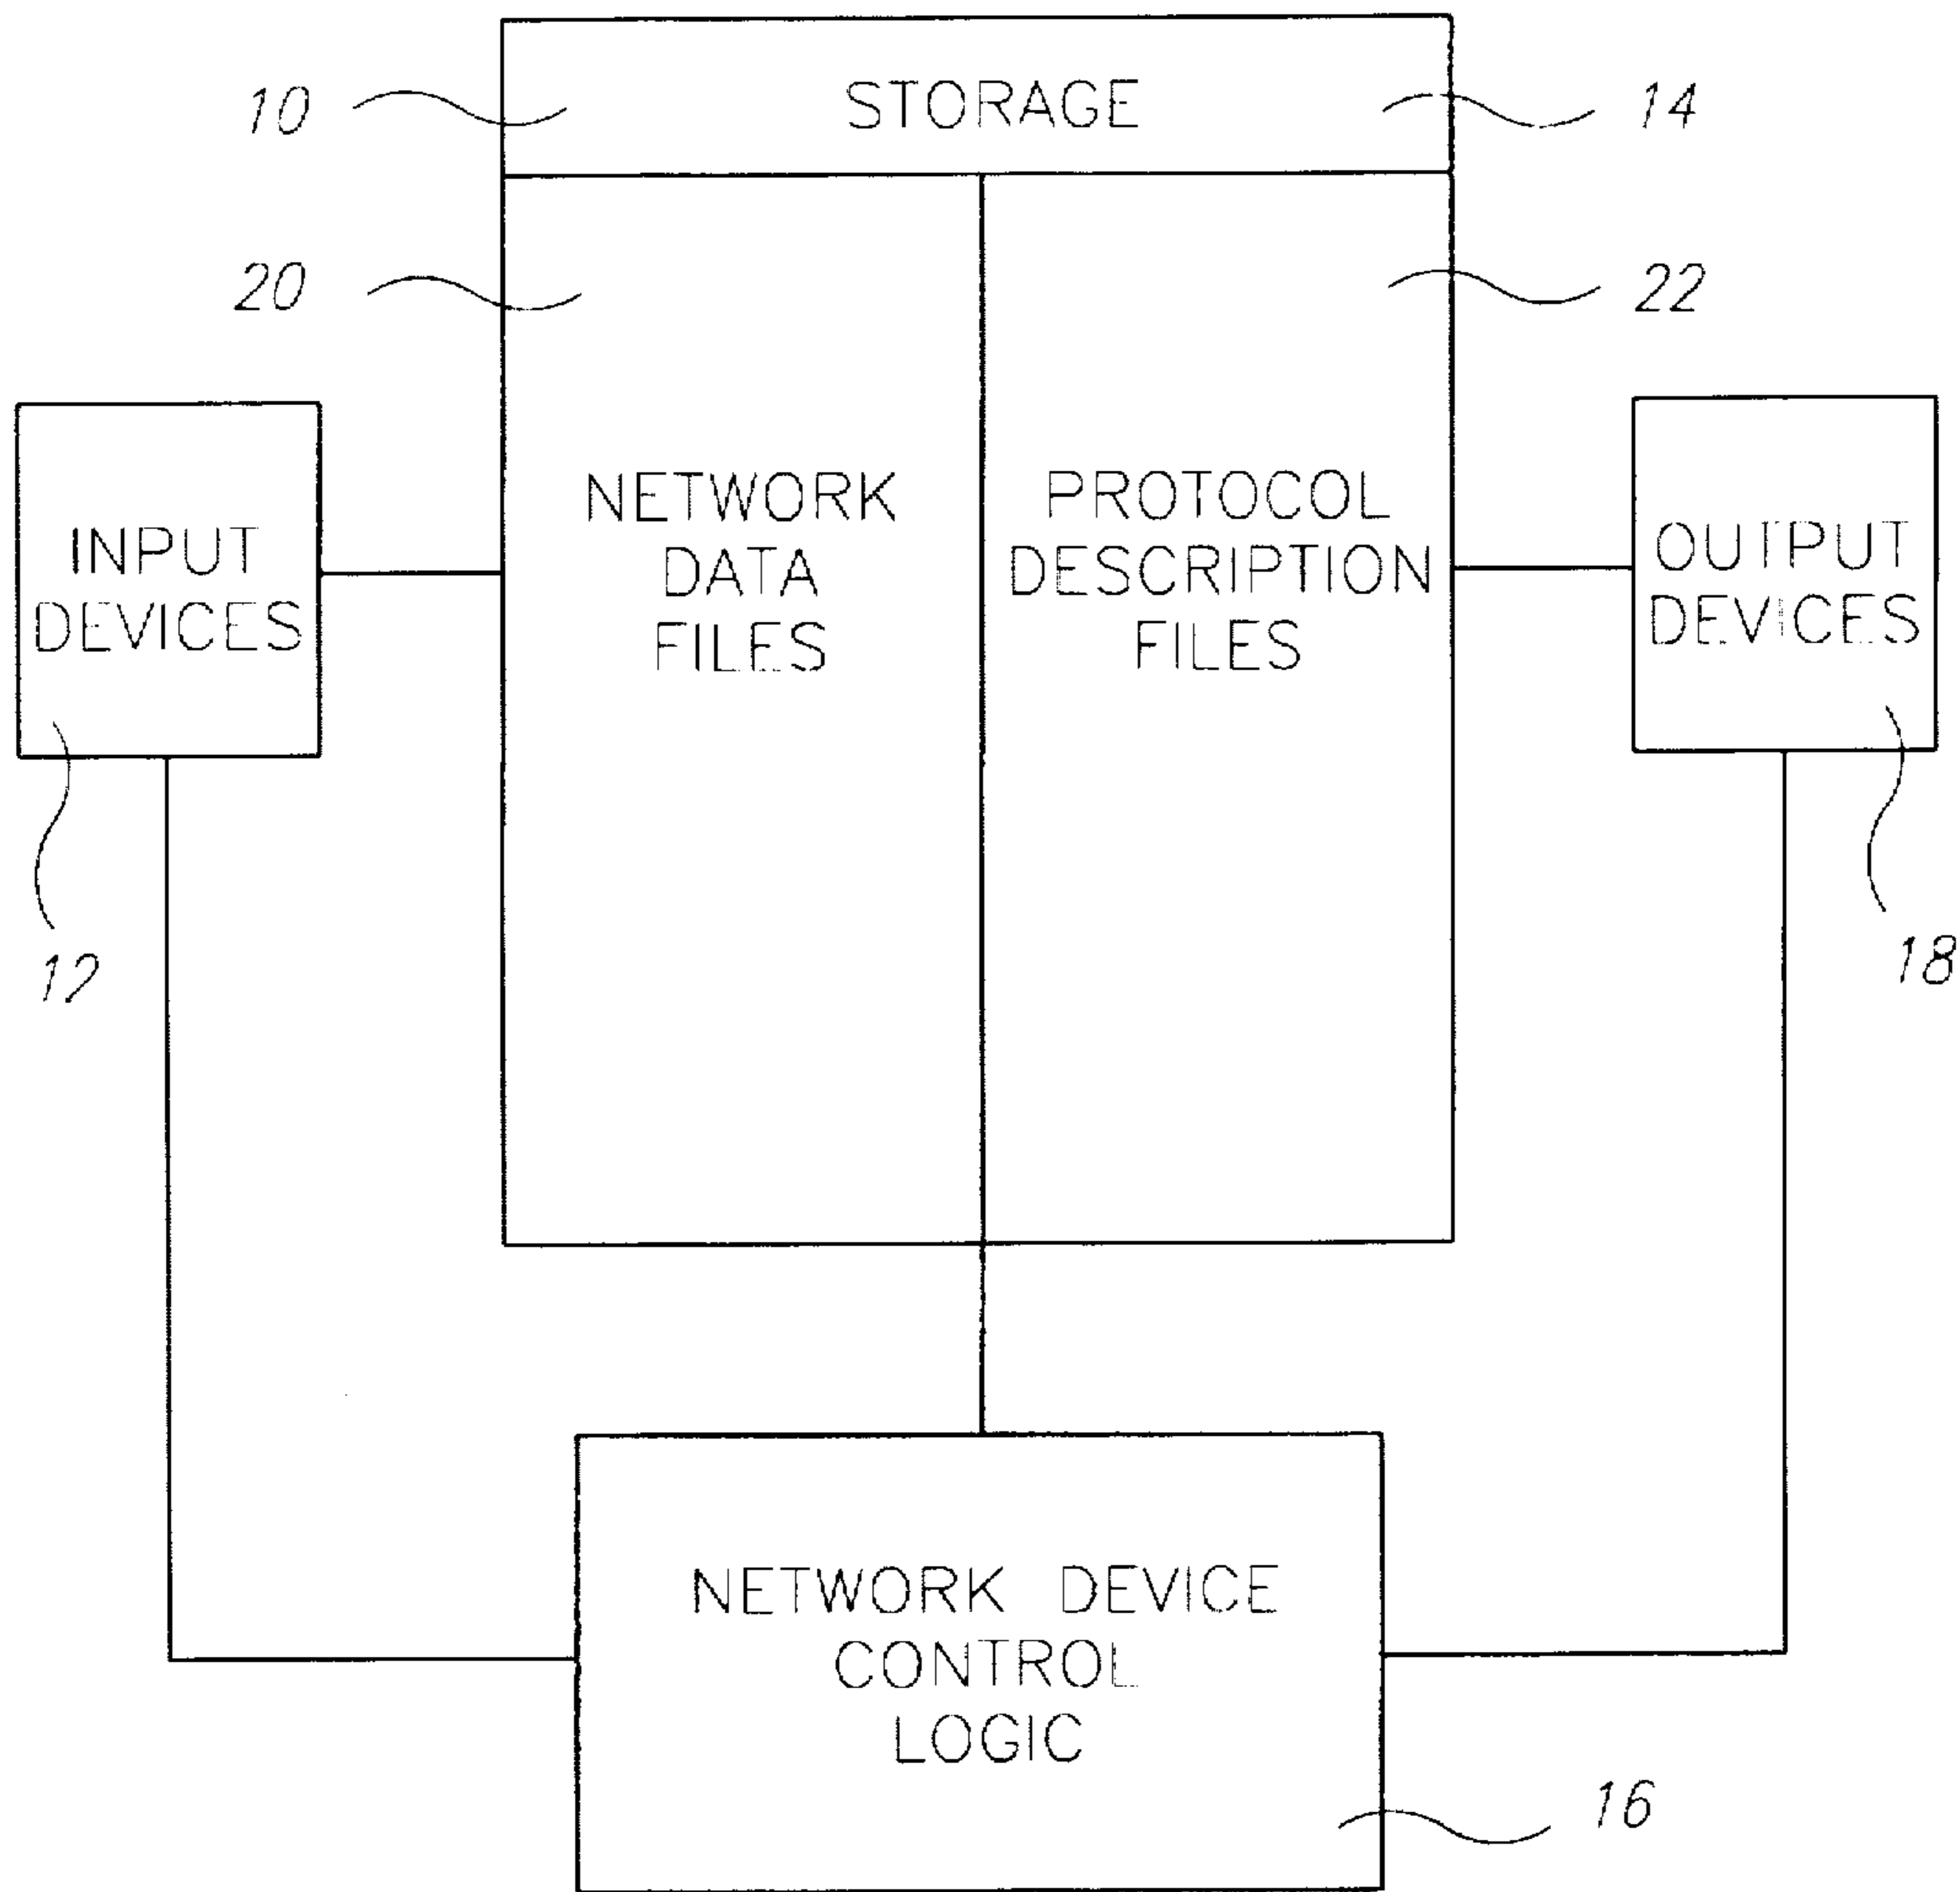 10
STORAGE
14
20
22
NETWORK
DATA
FILES
PROTOCOL
DESCRIPTION
FILES
INPUT
DEVICES
OUTPUT
DEVICES
12
18
NETWORK DEVICE
CONTROL
LOGIC
16